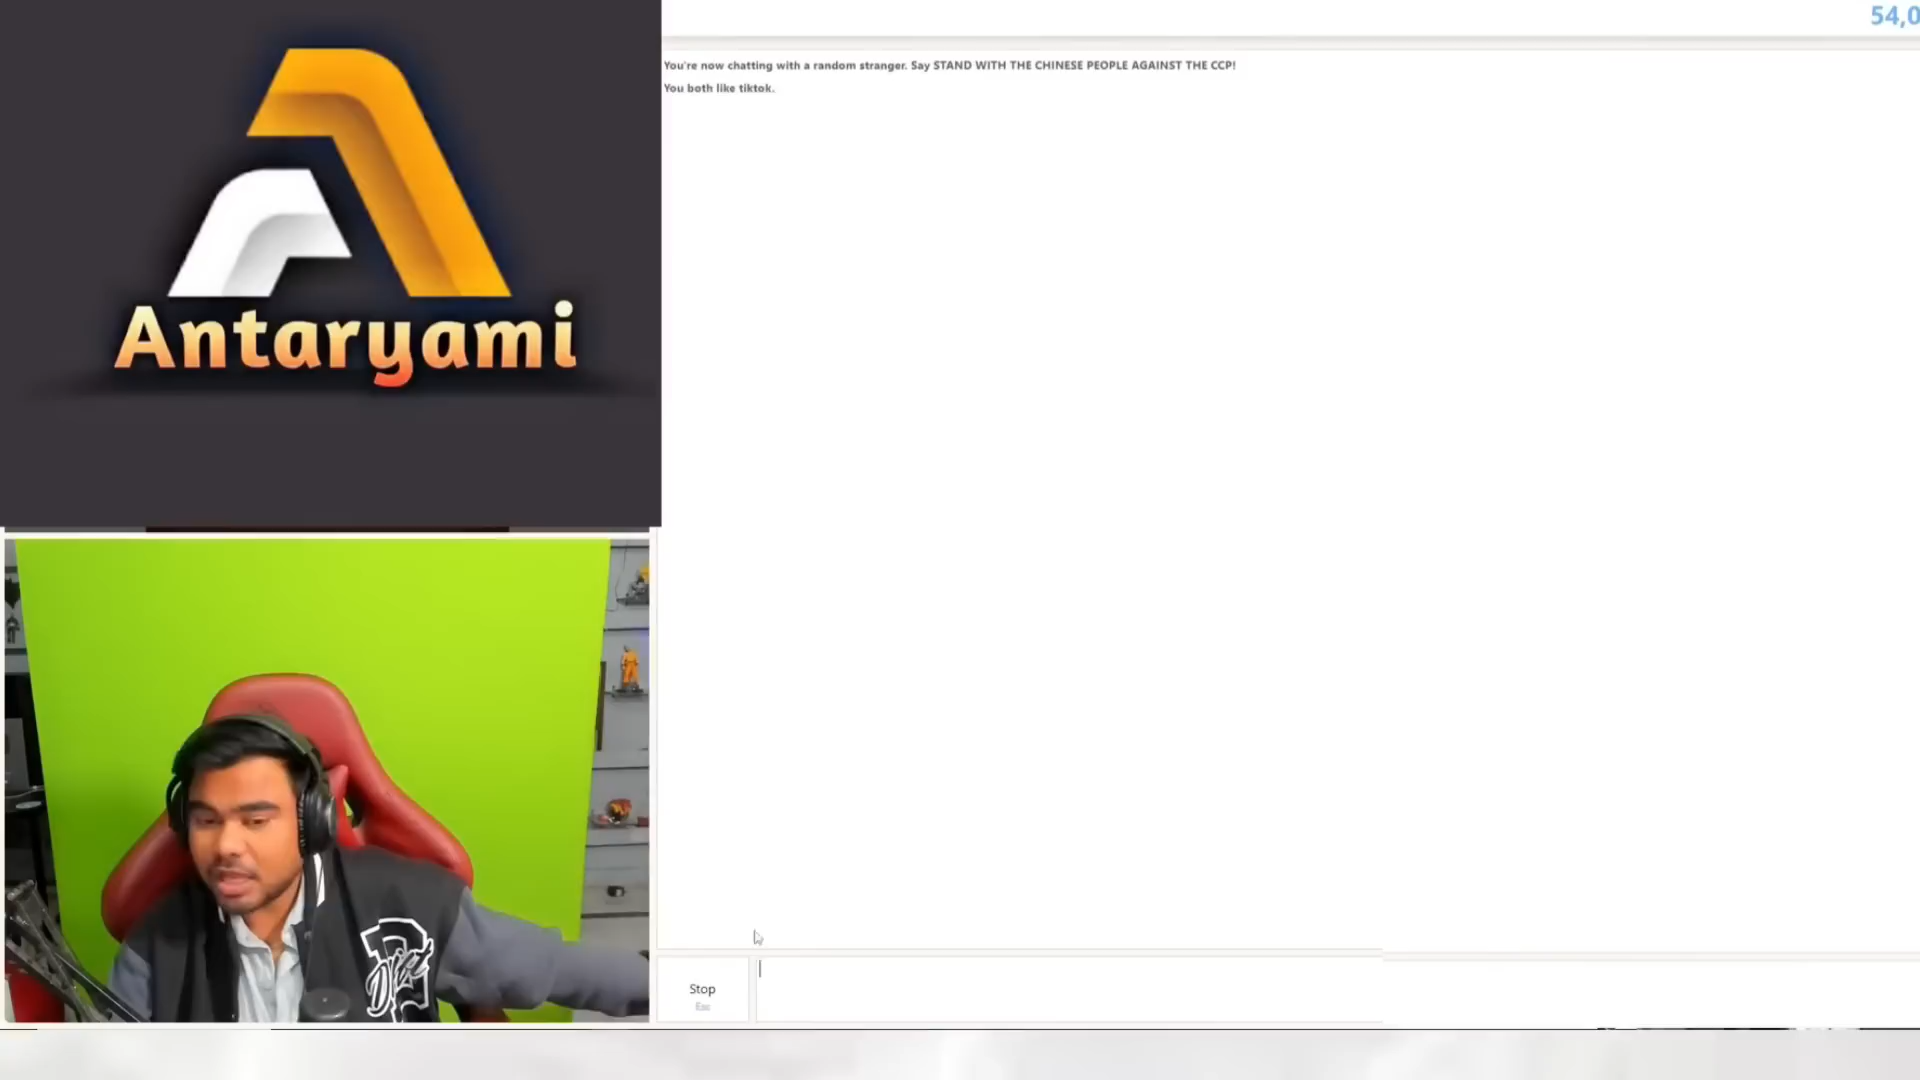 54,0
You're now chatting with a random stranger. Say STAND WITH THE CHINESE PEOPLE AGAINST THE CCP!
You both like tiktok.
Antaryami
Stop
Esc